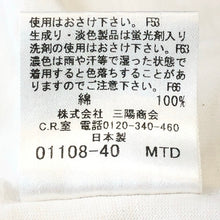 使用はおさけ下さい。F53
生成り・淡色製品は蛍光剤入り
洗剤の使用はおさけ下さい。F63
濃色は雨や汗等で湿った状態で
着用すると色落ちすることがあ
りますのでご注意下さい。F66
綿 100%
株式会社 三陽商会
C.R.室 電話0120-340-460
日本製
01108-40 MTD